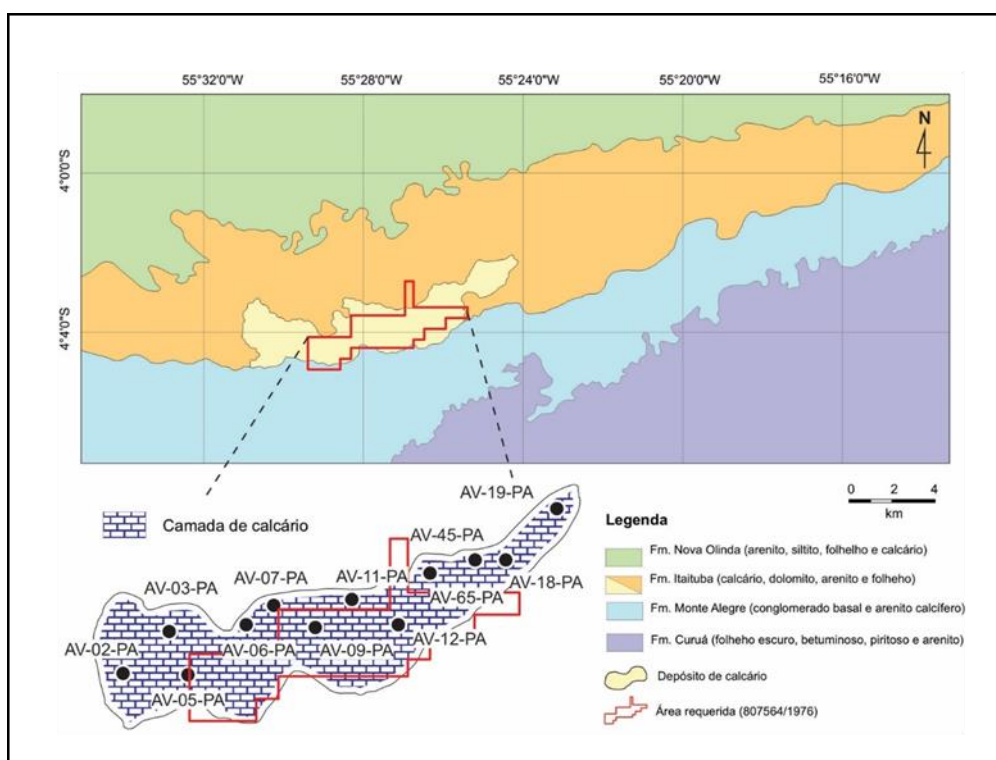 55°32'0"W 55°28'0"W 55°24'0"W 55°20'0"W 55°16'0"W
N
4°0'0"S
4°4'0"S
AV-19-PA
0 2 4
km
Camada de calcário
AV-45-PA
Legenda
AV-07-PA
AV-11-PA
AV-03-PA
AV-18-PA
AV-65-PA
AV-02-PA
AV-06-PA
AV-09-PA
AV-12-PA
AV-05-PA
Fm. Nova Olinda (arenito, siltito, folhelho e calcário)
Fm. Itaituba (calcário, dolomito, arenito e folheho)
Fm. Monte Alegre (conglomerado basal e arenito calcífero)
Fm. Curuá (folheho escuro, betuminoso, piritoso e arenito)
Depósito de calcário
Área requerida (807564/1976)